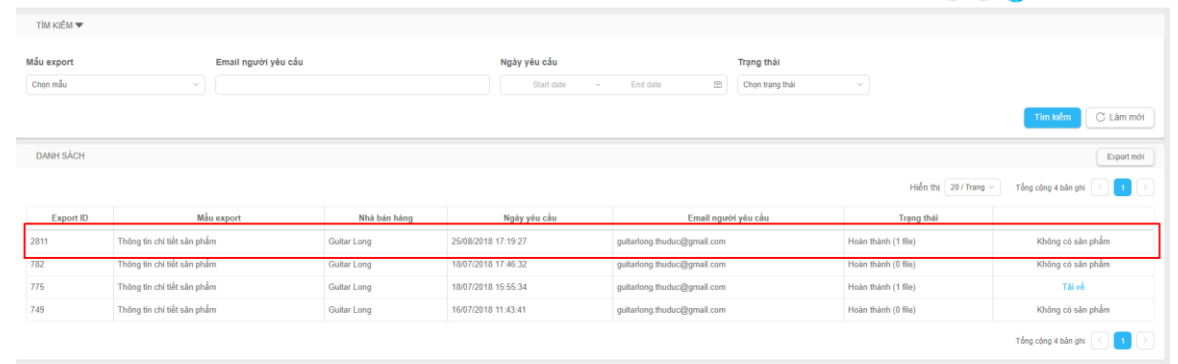 TÌM KIẾM
Mẫu export Email người yêu cầu Ngày yêu cầu Trạng thái
Chọn mẫu Start date ~ End date Chọn trạng thái
Tìm kiếm Làm mới
DANH SÁCH Export mới
Hiển thị 20 / Trang Tổng cộng 4 bản ghi < 1 >
Export ID Mẫu export Nhà bán hàng Ngày yêu cầu Email người yêu cầu Trạng thái
2811 Thông tin chi tiết sản phẩm Guitar Long 25/08/2018 17:19:27 guitarlong.thuduc@gmail.com Hoàn thành (1 file) Không có sản phẩm
782 Thông tin chi tiết sản phẩm Guitar Long 18/07/2018 17:46:32 guitarlong.thuduc@gmail.com Hoàn thành (0 file) Không có sản phẩm
775 Thông tin chi tiết sản phẩm Guitar Long 18/07/2018 15:55:34 guitarlong.thuduc@gmail.com Hoàn thành (1 file) Tải về
749 Thông tin chi tiết sản phẩm Guitar Long 16/07/2018 11:43:41 guitarlong.thuduc@gmail.com Hoàn thành (0 file) Không có sản phẩm
Tổng cộng 4 bản ghi < 1 >